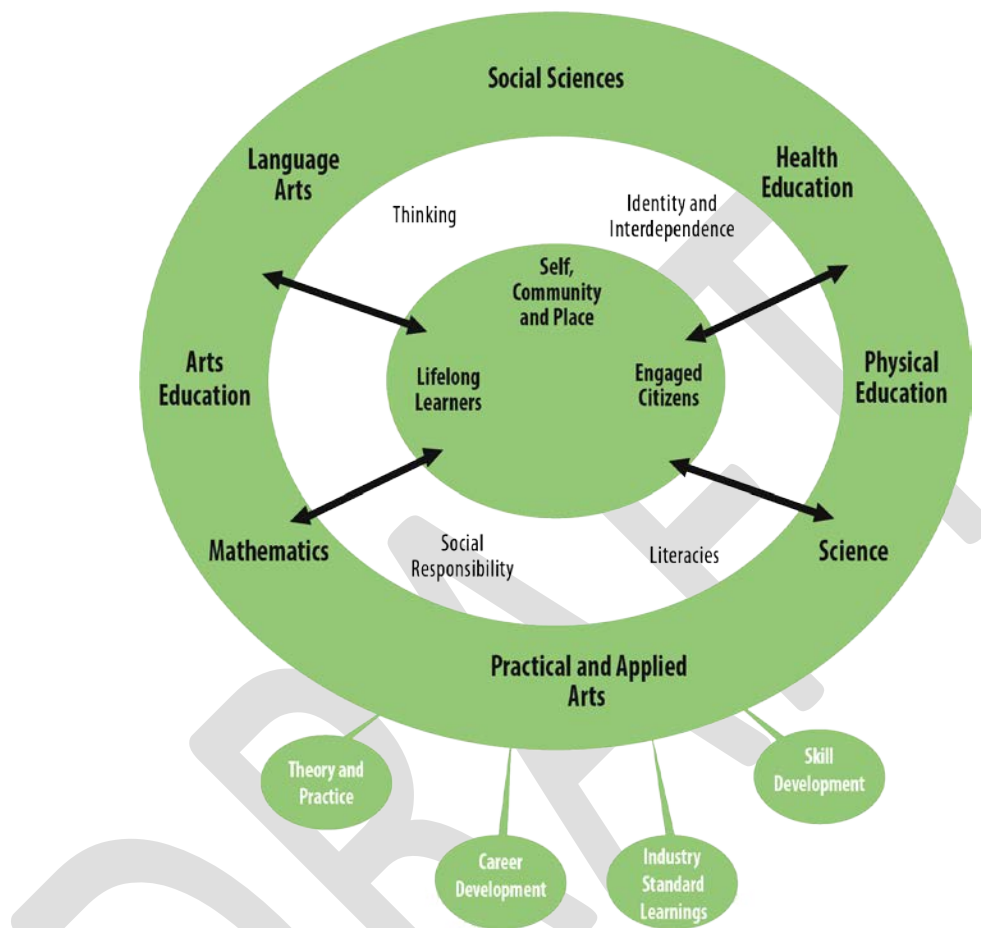 Social Sciences
Language
Arts
Health
Education
Thinking
Identity and
Interdependence
Self,
Community
and Place
Arts
Education
Lifelong
Learners
Engaged
Citizens
Physical
Education
Mathematics
Social
Responsibility
Literacies
Science
Practical and Applied
Arts
Theory and
Practice
Skill
Development
Career
Development
Industry
Standard
Learnings
DRAFT